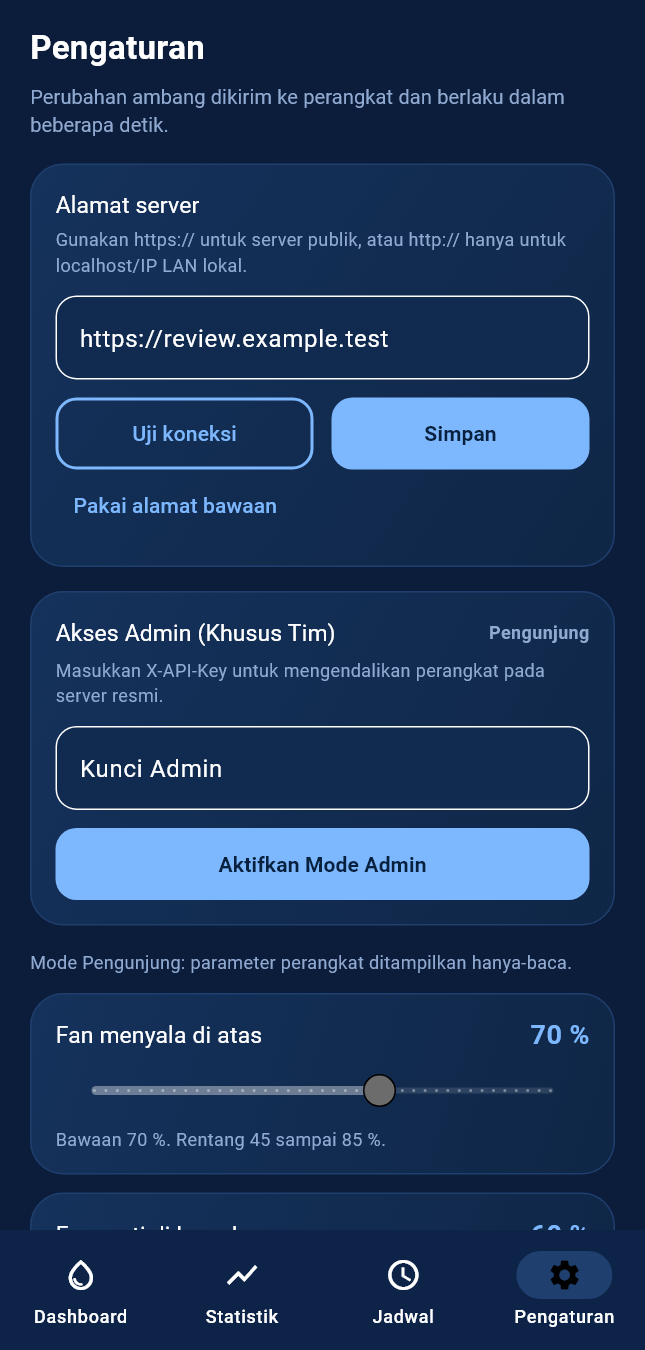 Pengaturan
Perubahan ambang dikirim ke perangkat dan berlaku dalam
beberapa detik.
Alamat server
Gunakan https:// untuk server publik, atau http:// hanya untuk
localhost/IP LAN lokal.
https://review.example.test
Uji koneksi
Simpan
Pakai alamat bawaan
Akses Admin (Khusus Tim)
Pengunjung
Masukkan X-API-Key untuk mengendalikan perangkat pada
server resmi.
Kunci Admin
Aktifkan Mode Admin
Mode Pengunjung: parameter perangkat ditampilkan hanya-baca.
Fan menyala di atas
70 %
Bawaan 70 %. Rentang 45 sampai 85 %.
Dashboard
Statistik
Jadwal
Pengaturan